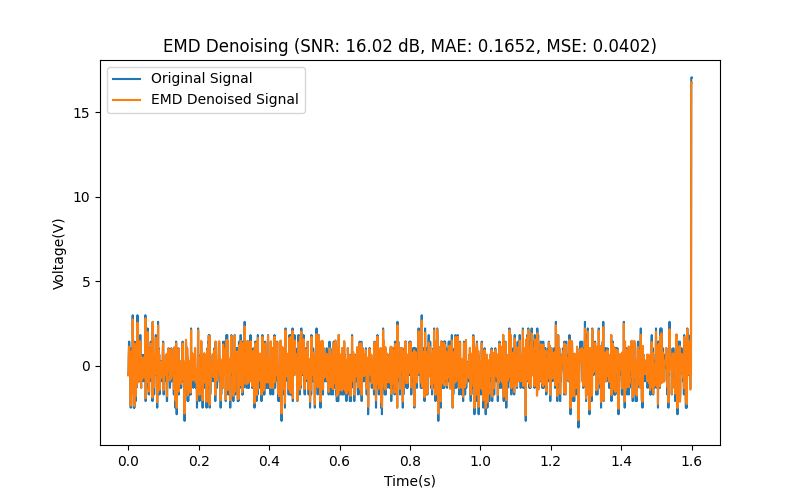 EMD Denoising (SNR: 16.02 dB, MAE: 0.1652, MSE: 0.0402)
Original Signal
EMD Denoised Signal
Voltage(V)
15
10
5
0
0.0 0.2 0.4 0.6 0.8 1.0 1.2 1.4 1.6
Time(s)